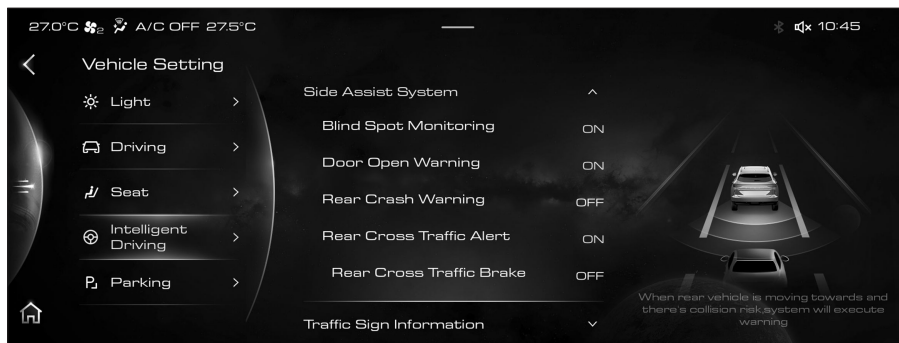 27.0°C 2 A/C OFF 27.5°C
10:45
Vehicle Setting
Light
Driving
Seat
Intelligent
Driving
Parking
Side Assist System
Blind Spot Monitoring ON
Door Open Warning ON
Rear Crash Warning OFF
Rear Cross Traffic Alert ON
Rear Cross Traffic Brake OFF
Traffic Sign Information
When rear vehicle is moving towards and
there's collision risk,system will execute
warning